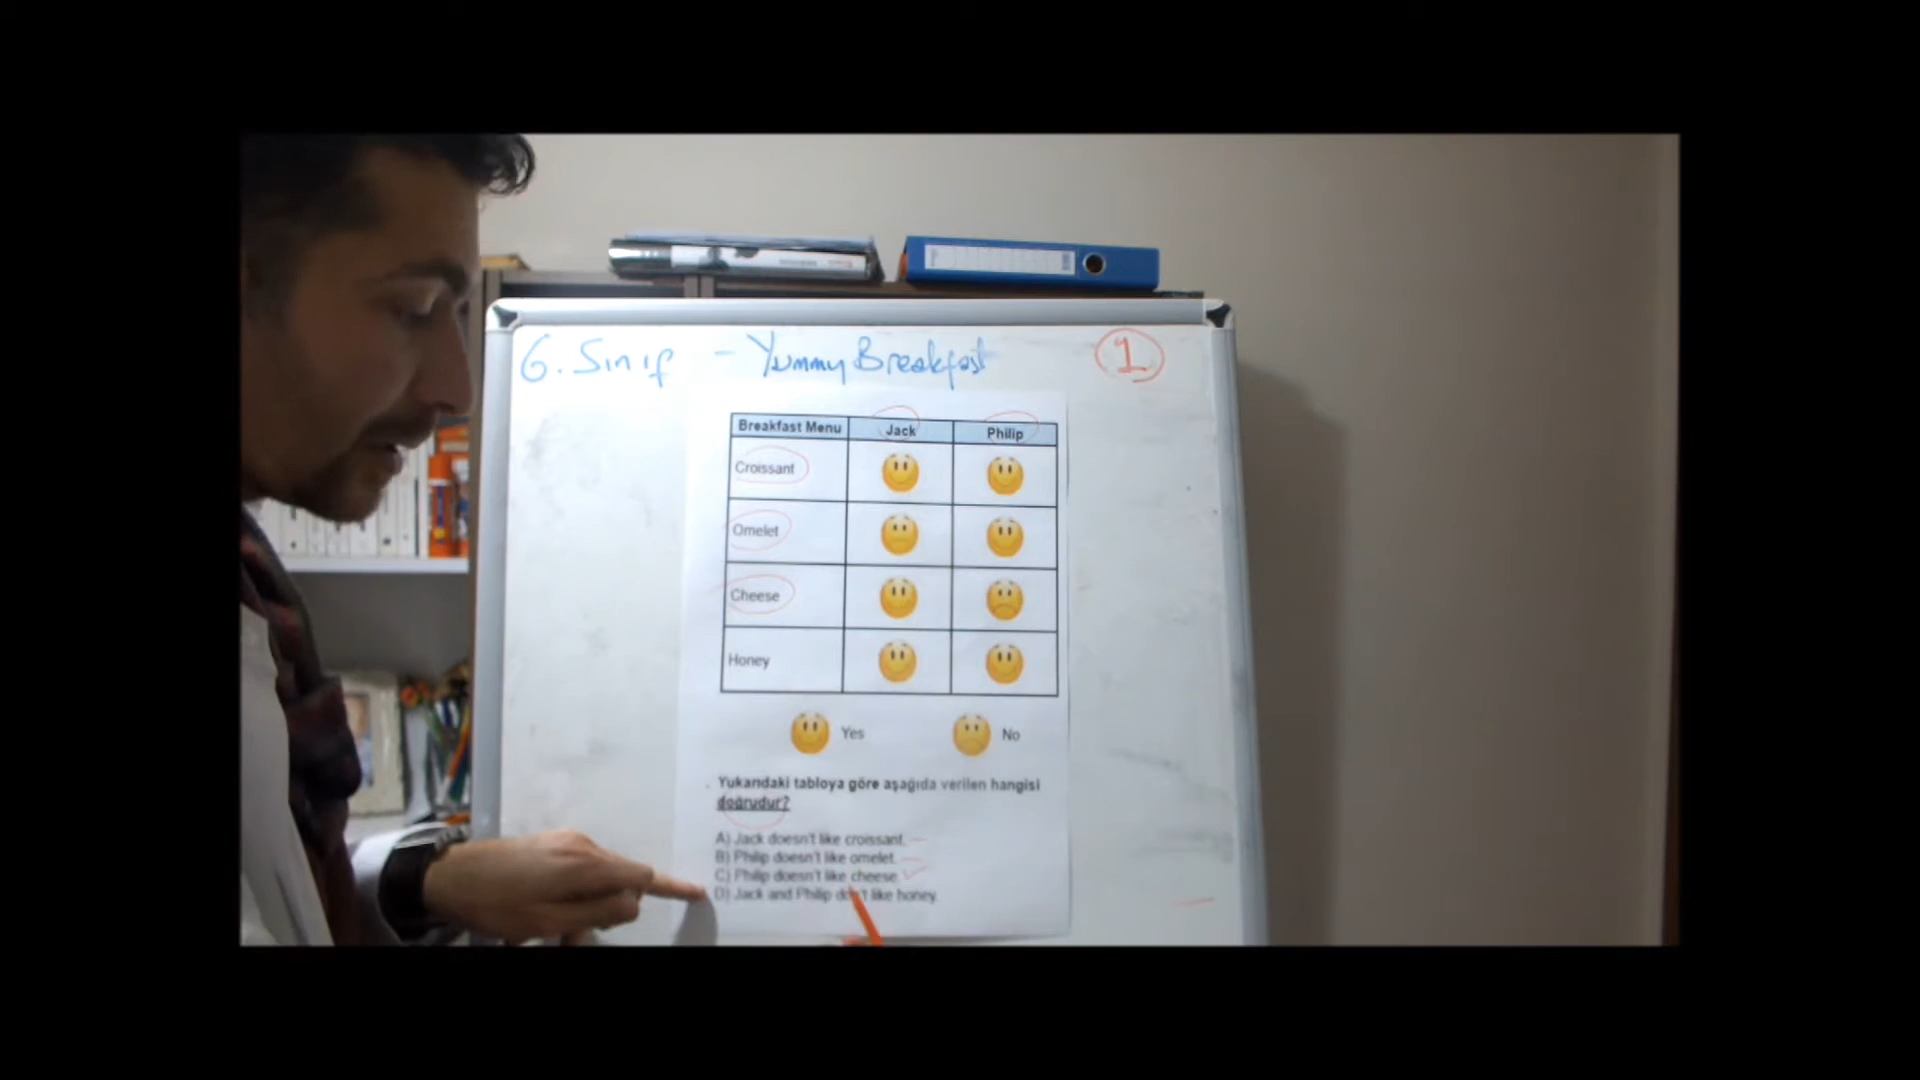 6. Sınıf - Yummy Breakfast
1
Breakfast Menu Jack Philip
Croissant
Omelet
Cheese
Honey
Yes No
Yukarıdaki tabloya göre aşağıda verilen hangisi
doğrudur?
A) Jack doesn't like croissant.
B) Philip doesn't like omelet.
C) Philip doesn't like cheese.
D) Jack and Philip don't like honey.